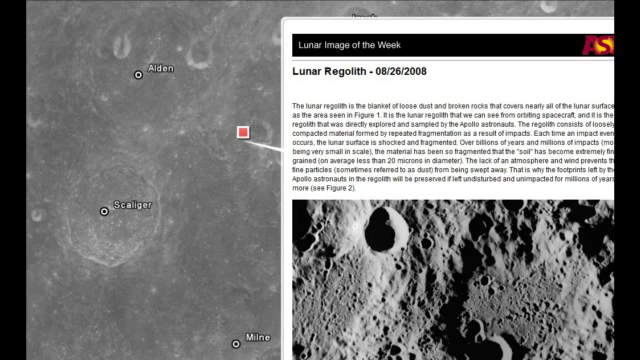 Alden
Scaliger
Milne
Lunar Image of the Week
AS
Lunar Regolith - 08/26/2008
The lunar regolith is the blanket of loose dust and broken rocks that covers nearly all of the lunar surface
as the area seen in Figure 1. It is the lunar regolith that we can see from orbiting spacecraft, and it is the
regolith that was directly explored and sampled by the Apollo astronauts. The regolith consists of loosely
compacted material formed by repeated fragmentation as a result of impacts. Each time an impact even
occurs, the lunar surface is shocked and fragmented. Over billions of years and millions of impacts (mo
being very small in scale), the material has been so fragmented that the "soil" has become extremely fin
grained (on average less than 20 microns in diameter). The lack of an atmosphere and wind prevents th
fine particles (sometimes referred to as dust) from being swept away. That is why the footprints left by the
Apollo astronauts in the regolith will be preserved if left undisturbed and unimpacted for millions of years
more (see Figure 2).